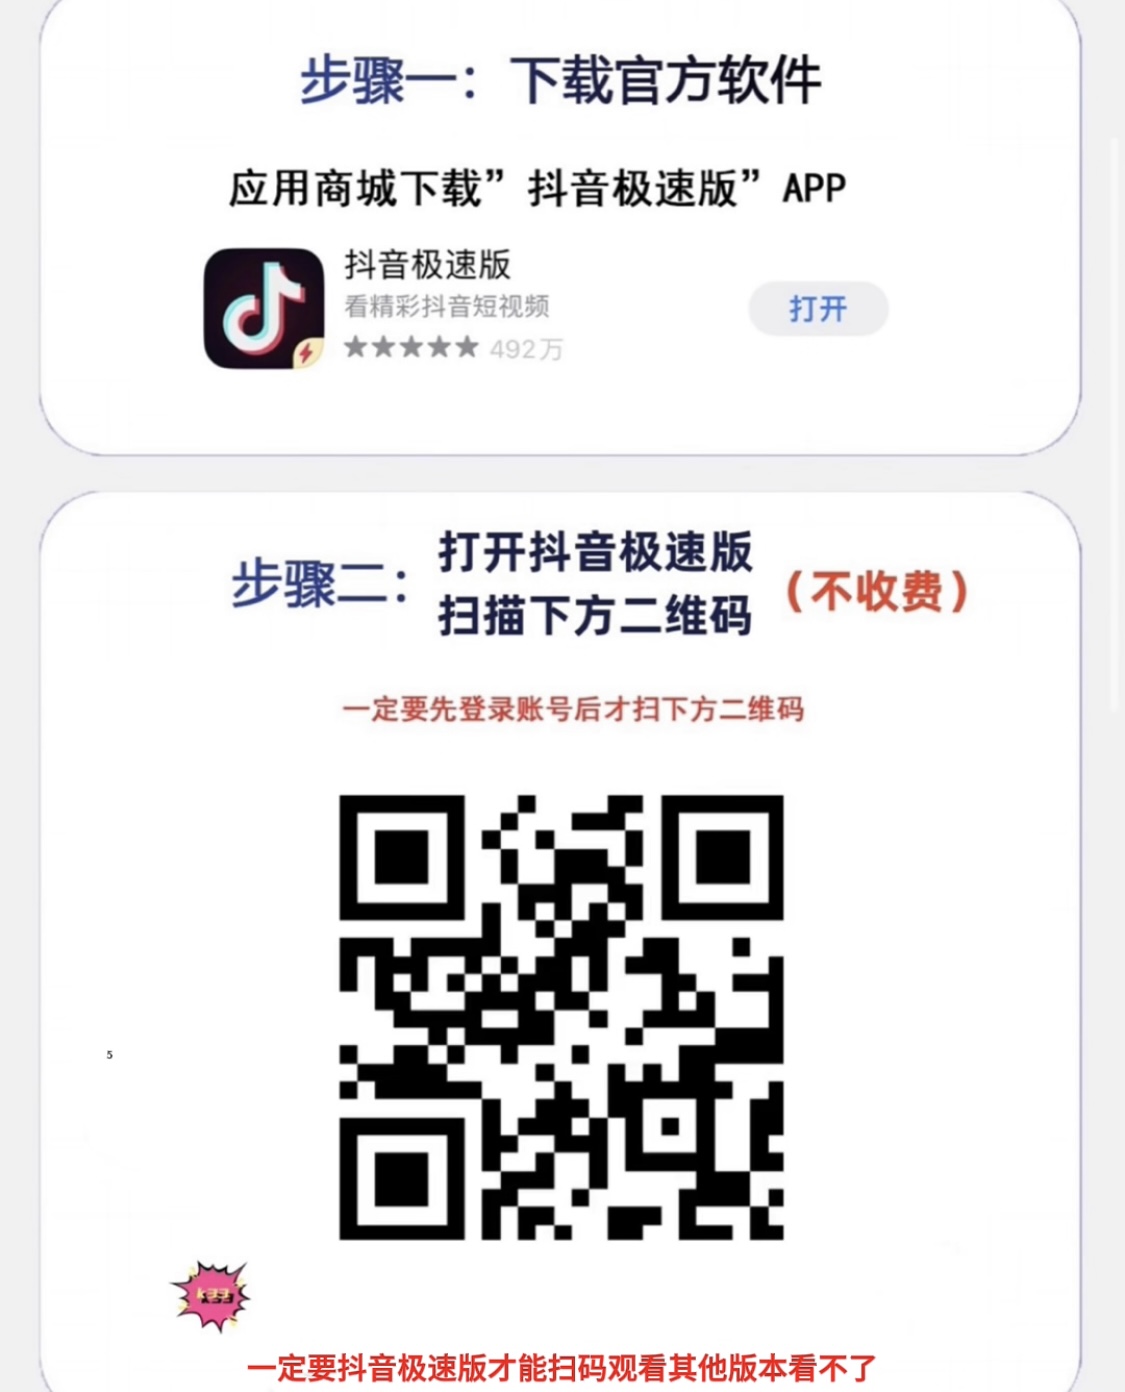 步骤一：下载官方软件
应用商城下载”抖音极速版”APP
抖音极速版
看精彩抖音短视频
★★★★★ 492万
打开
步骤二：
打开抖音极速版
扫描下方二维码
（不收费）
一定要先登录账号后才扫下方二维码
5
k33
一定要抖音极速版才能扫码观看其他版本看不了